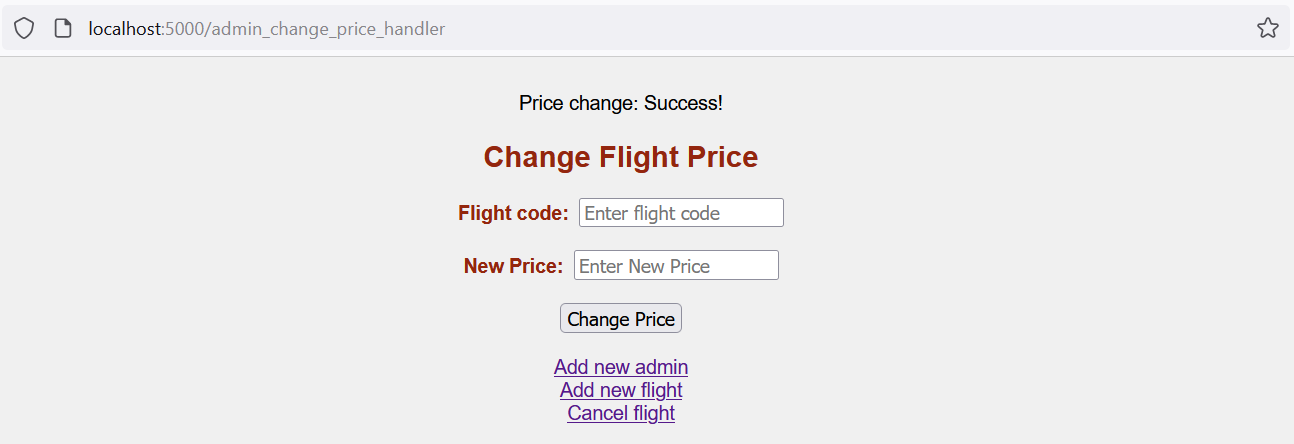 localhost:5000/admin_change_price_handler
Price change: Success!
Change Flight Price
Flight code: Enter flight code
New Price: Enter New Price
Change Price
Add new admin
Add new flight
Cancel flight